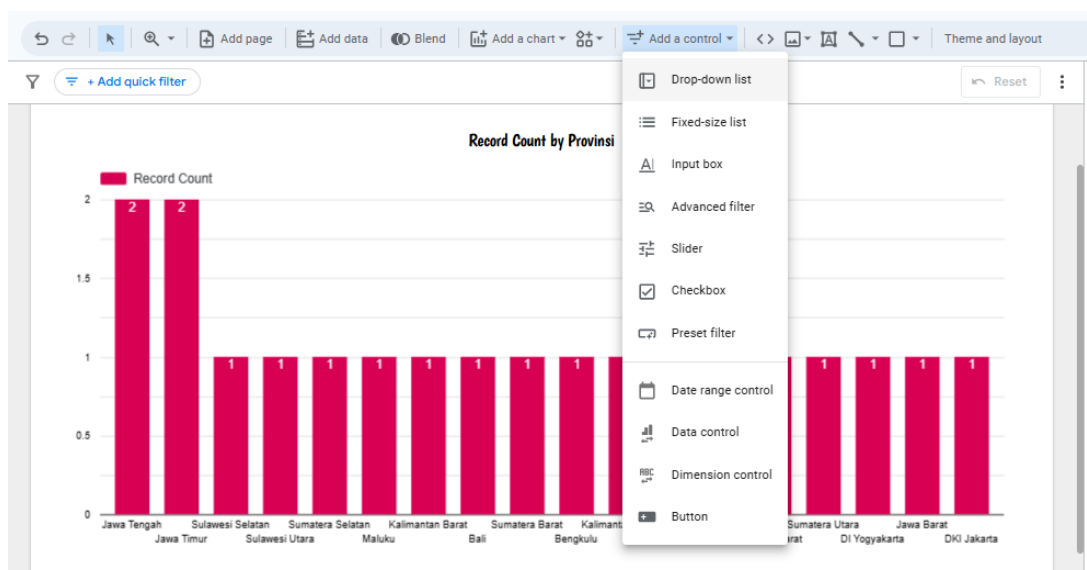 Add page Add data Blend Add a chart Add a control Theme and layout
+ Add quick filter
Reset
Drop-down list
Fixed-size list
Input box
Advanced filter
Slider
Checkbox
Preset filter
Date range control
Data control
Dimension control
Button
Record Count by Provinsi
Record Count
2
1.5
1
0.5
0
2 2 1 1 1 1 1 1 1 1 1 1 1 1
Jawa Tengah Sulawesi Selatan Sumatera Selatan Kalimantan Barat Sumatera Barat Sumatera Utara Jawa Barat
Jawa Timur Sulawesi Utara Maluku Bali Bengkulu DI Yogyakarta DKI Jakarta